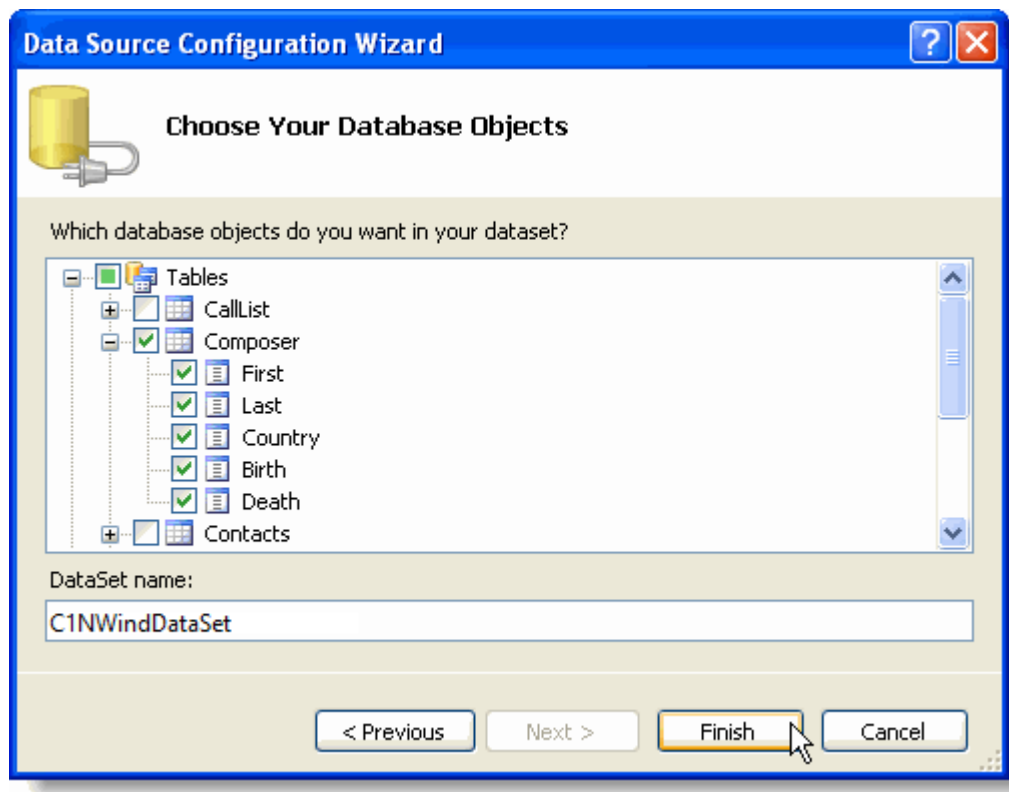 Data Source Configuration Wizard
Choose Your Database Objects
Which database objects do you want in your dataset?
Tables
CallList
Composer
First
Last
Country
Birth
Death
Contacts
DataSet name:
C1NWindDataSet
< Previous Next > Finish Cancel